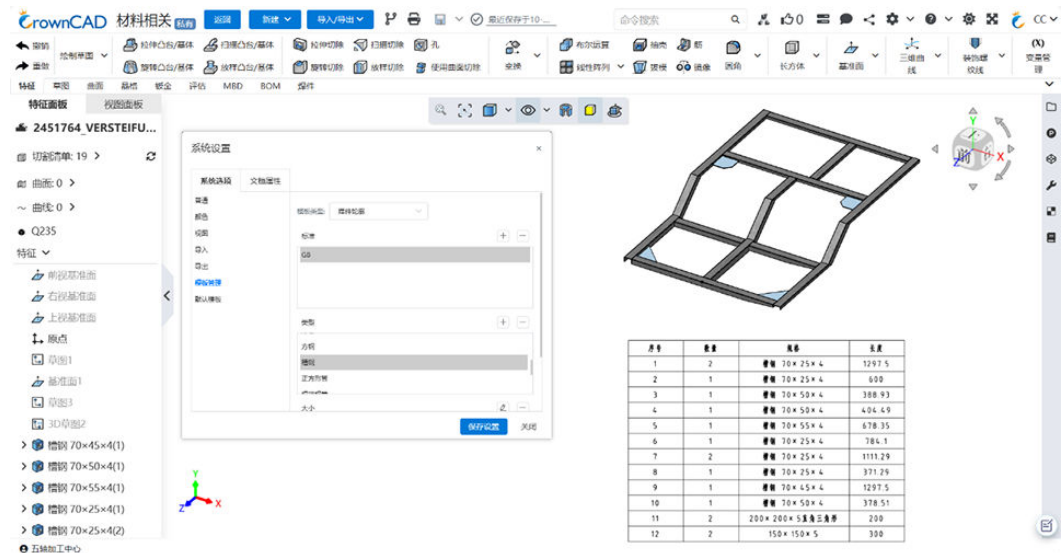 CrownCAD 材料相关 私有 返回 新建 导入/导出 最近保存于10-... 命令搜索 0 CC
撤销 重做 绘制草图 拉伸凸台/基体 扫描凸台/基体 拉伸切除 扫描切除 孔 变换 布尔运算 抽壳 筋 圆角 长方体 基准面 三维曲线 装饰螺纹线 (X) 变量管理
旋转凸台/基体 放样凸台/基体 旋转切除 放样切除 使用曲面切除 线性阵列 拔模 镜像
特征 草图 曲面 晶格 钣金 评估 MBD BOM 焊件
特征面板 视图面板
2451764_VERSTEIFU...
切割清单: 19
曲面: 0
曲线: 0
Q235
特征
前视基准面
右视基准面
上视基准面
原点
草图1
基准面1
草图3
3D草图2
槽钢 70×45×4(1)
槽钢 70×50×4(1)
槽钢 70×55×4(1)
槽钢 70×25×4(1)
槽钢 70×25×4(2)
五轴加工中心
系统设置 ×
系统选项 文档属性
普通
颜色
视图
导入
导出
模板管理
默认模板
模板类型: 焊件轮廓
标准
GB
类型
方钢
槽钢
正方形管
大小
保存设置 关闭
Y
X
Z
Y
前
Z
X
序号 数量 规格 长度
1 2 槽钢 70×25×4 1297.5
2 1 槽钢 70×25×4 600
3 1 槽钢 70×50×4 388.93
4 1 槽钢 70×50×4 404.49
5 1 槽钢 70×55×4 678.35
6 1 槽钢 70×25×4 784.1
7 2 槽钢 70×25×4 1111.29
8 1 槽钢 70×25×4 371.29
9 1 槽钢 70×45×4 1297.5
10 1 槽钢 70×50×4 378.51
11 2 200×200×5直角三角形 200
12 2 150×150×5 300